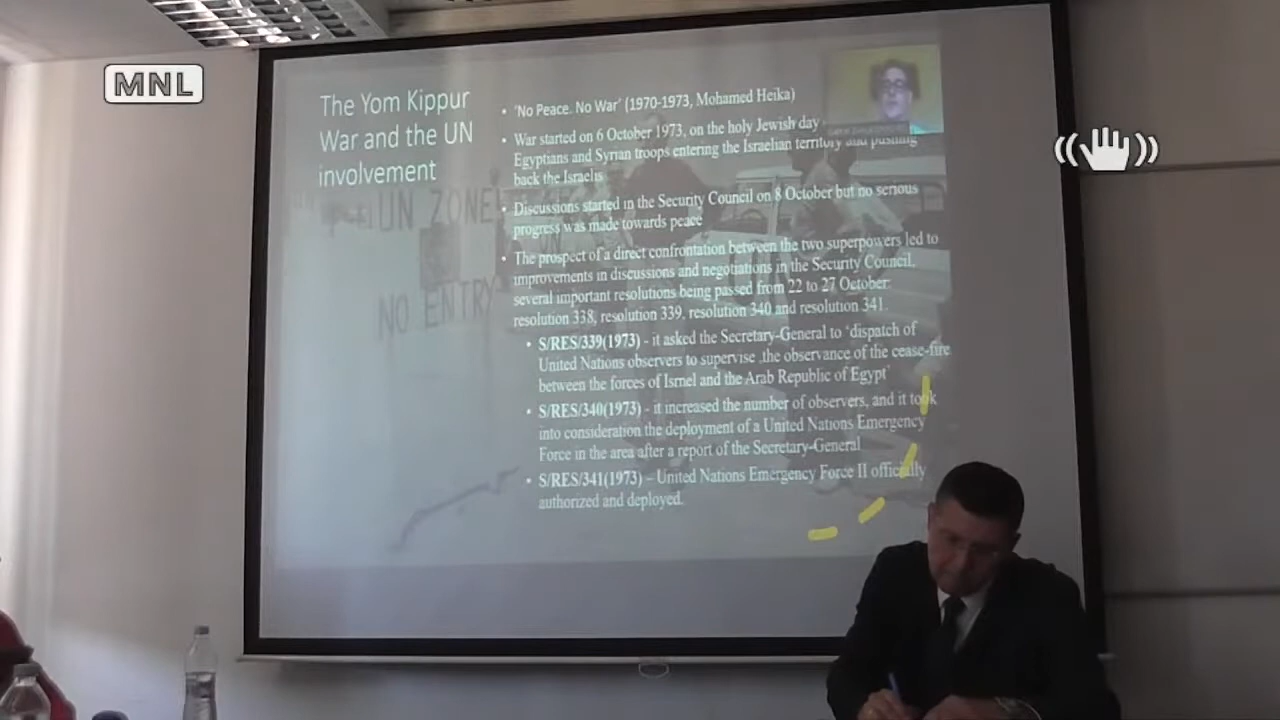 MNL
The Yom Kippur
War and the UN
involvement
• 'No Peace. No War' (1970-1973, Mohamed Heika)
• War started on 6 October 1973, on the holy Jewish day
Egyptians and Syrian troops entering the Israelian territory and pushing
back the Israelis
• Discussions started in the Security Council on 8 October but no serious
progress was made towards peace
• The prospect of a direct confrontation between the two superpowers led to
improvements in discussions and negotiations in the Security Council,
several important resolutions being passed from 22 to 27 October:
resolution 338, resolution 339, resolution 340 and resolution 341.
• S/RES/339(1973) - it asked the Secretary-General to 'dispatch of
United Nations observers to supervise ,the observance of the cease-fire
between the forces of Isrnel and the Arab Republic of Egypt'
• S/RES/340(1973) - it increased the number of observers, and it took
into consideration the deployment of a United Nations Emergency
Force in the area after a report of the Secretary-General
• S/RES/341(1973) – United Nations Emergency Force II officially
authorized and deployed.
UN ZONE
NO ENTRY